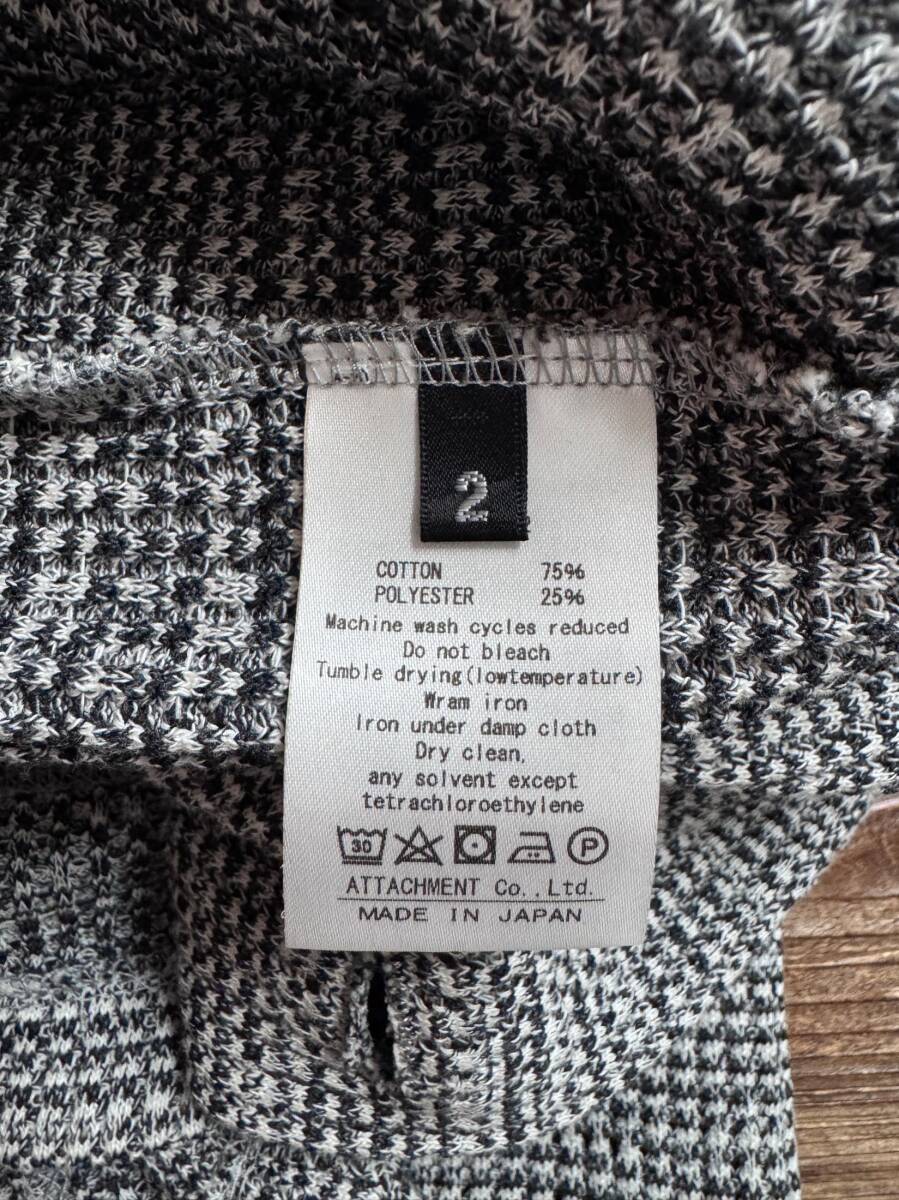 2
COTTON 75%
POLYESTER 25%
Machine wash cycles reduced
Do not bleach
Tumble drying(lowtemperature)
Wram iron
Iron under damp cloth
Dry clean,
any solvent except
tetrachloroethylene
30 P
ATTACHMENT Co.,Ltd.
MADE IN JAPAN